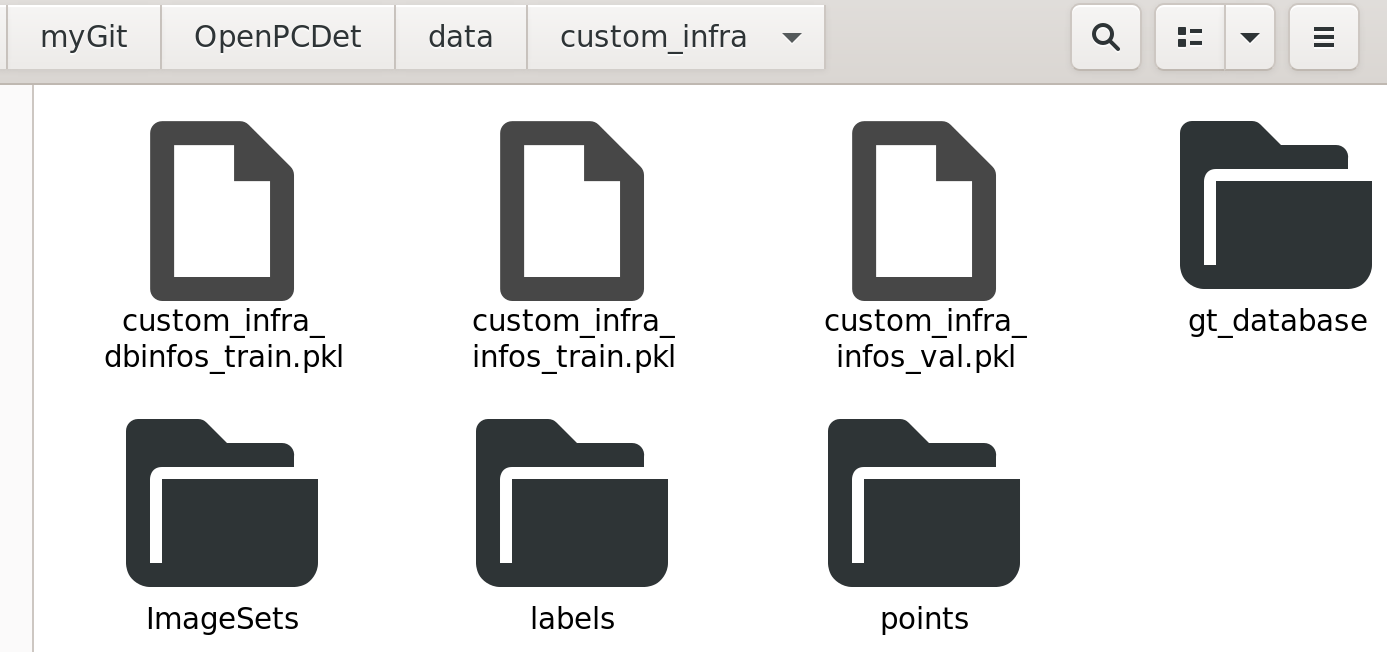 myGit OpenPCDet data custom_infra
custom_infra_
dbinfos_train.pkl
custom_infra_
infos_train.pkl
custom_infra_
infos_val.pkl
gt_database
ImageSets
labels
points